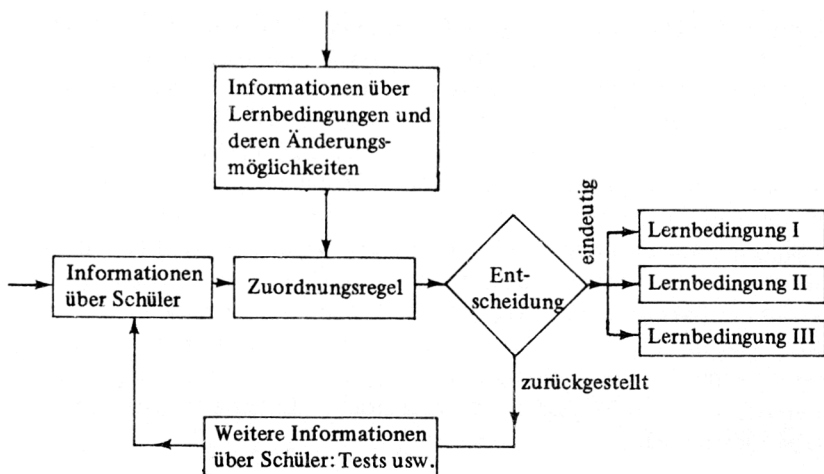 Informationen über
Lernbedingungen und
deren Änderungs-
möglichkeiten
Informationen
über Schüler
Zuordnungsregel
Ent-
scheidung
eindeutig
Lernbedingung I
Lernbedingung II
Lernbedingung III
zurückgestellt
Weitere Informationen
über Schüler: Tests usw.